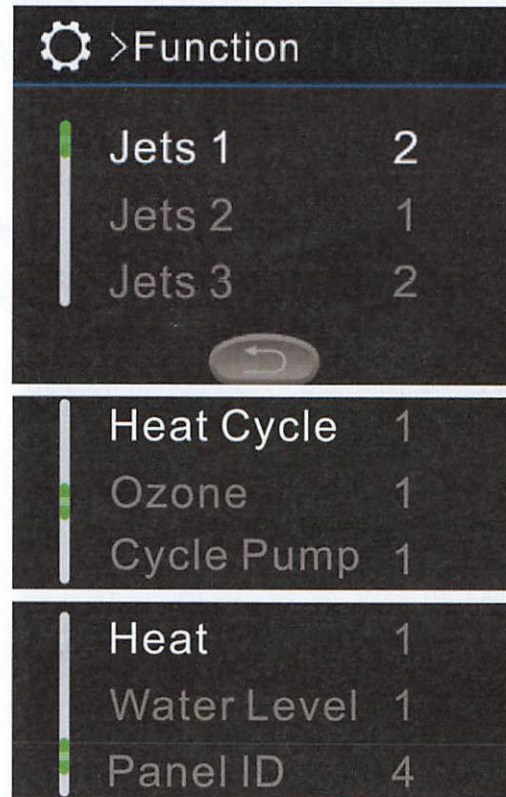 >Function
Jets 1 2
Jets 2 1
Jets 3 2
Heat Cycle 1
Ozone 1
Cycle Pump 1
Heat 1
Water Level 1
Panel ID 4